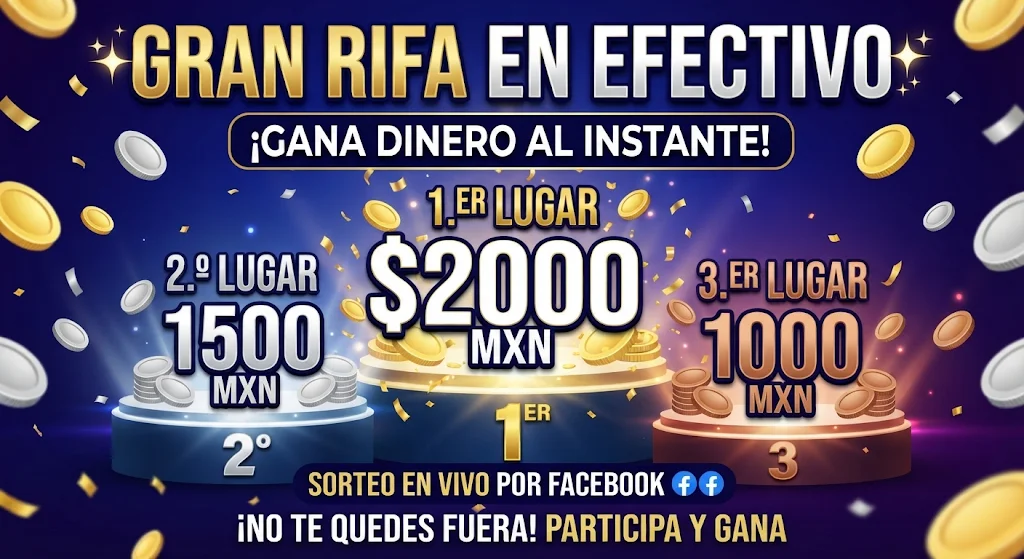 GRAN RIFA EN EFECTIVO
¡GANA DINERO AL INSTANTE!
1.ER LUGAR
$2000
MXN
2.º LUGAR
1500
MXN
3.ER LUGAR
1000
MXN
2º
1ER
3
SORTEO EN VIVO POR FACEBOOK
¡NO TE QUEDES FUERA! PARTICIPA Y GANA